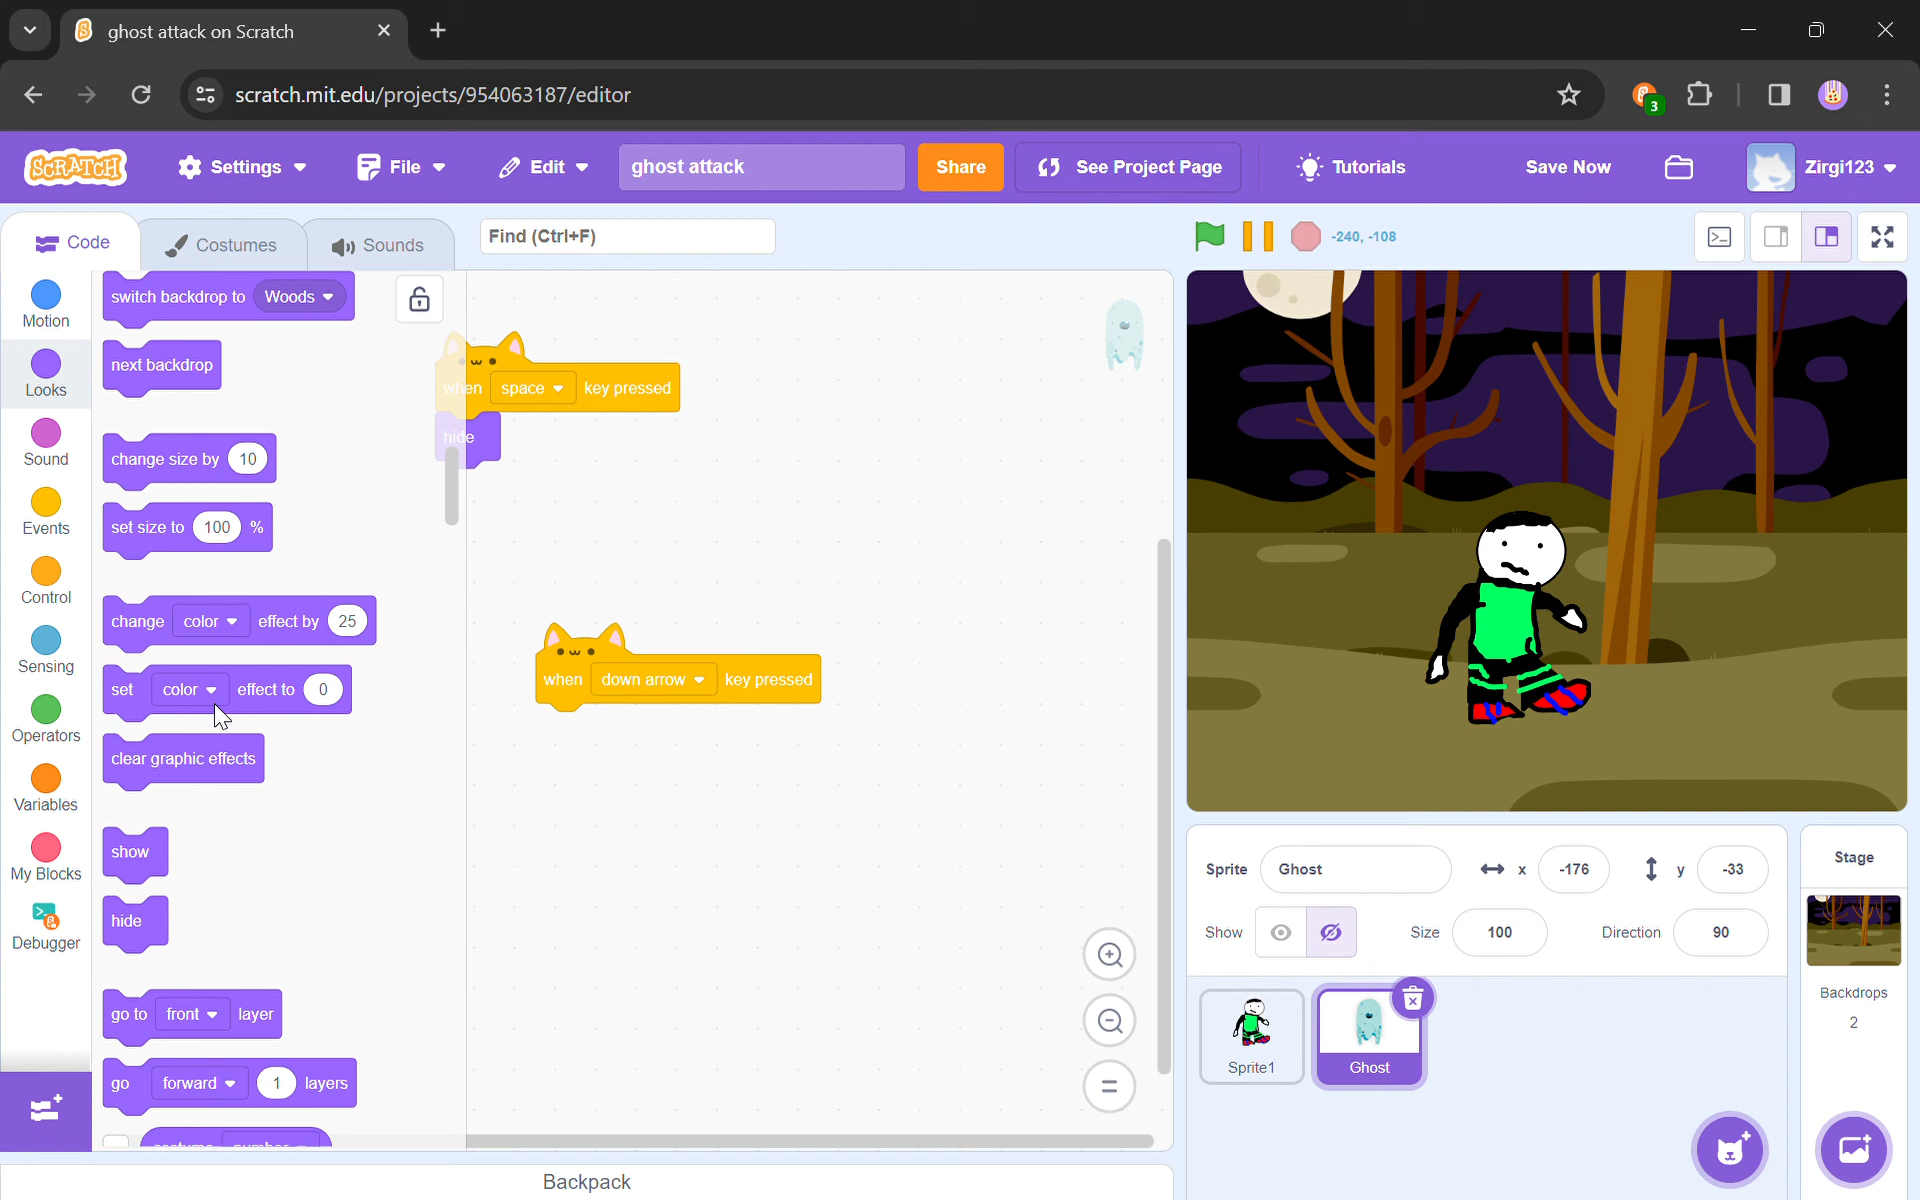 ghost attack on Scratch
scratch.mit.edu/projects/954063187/editor
3
SCRATCH
Settings
File
Edit
ghost attack
Share
See Project Page
Tutorials
Save Now
Zirgi123
Code
Costumes
Sounds
Find (Ctrl+F)
-240, -108
Motion
Looks
Sound
Events
Control
Sensing
Operators
Variables
My Blocks
Debugger
switch backdrop to Woods
next backdrop
change size by 10
set size to 100 %
change color effect by 25
set color effect to 0
clear graphic effects
show
hide
go to front layer
go forward 1 layers
when space key pressed
hide
when down arrow key pressed
Sprite Ghost x -176 y -33
Show Size 100 Direction 90
Sprite1
Ghost
Stage
Backdrops
2
Backpack